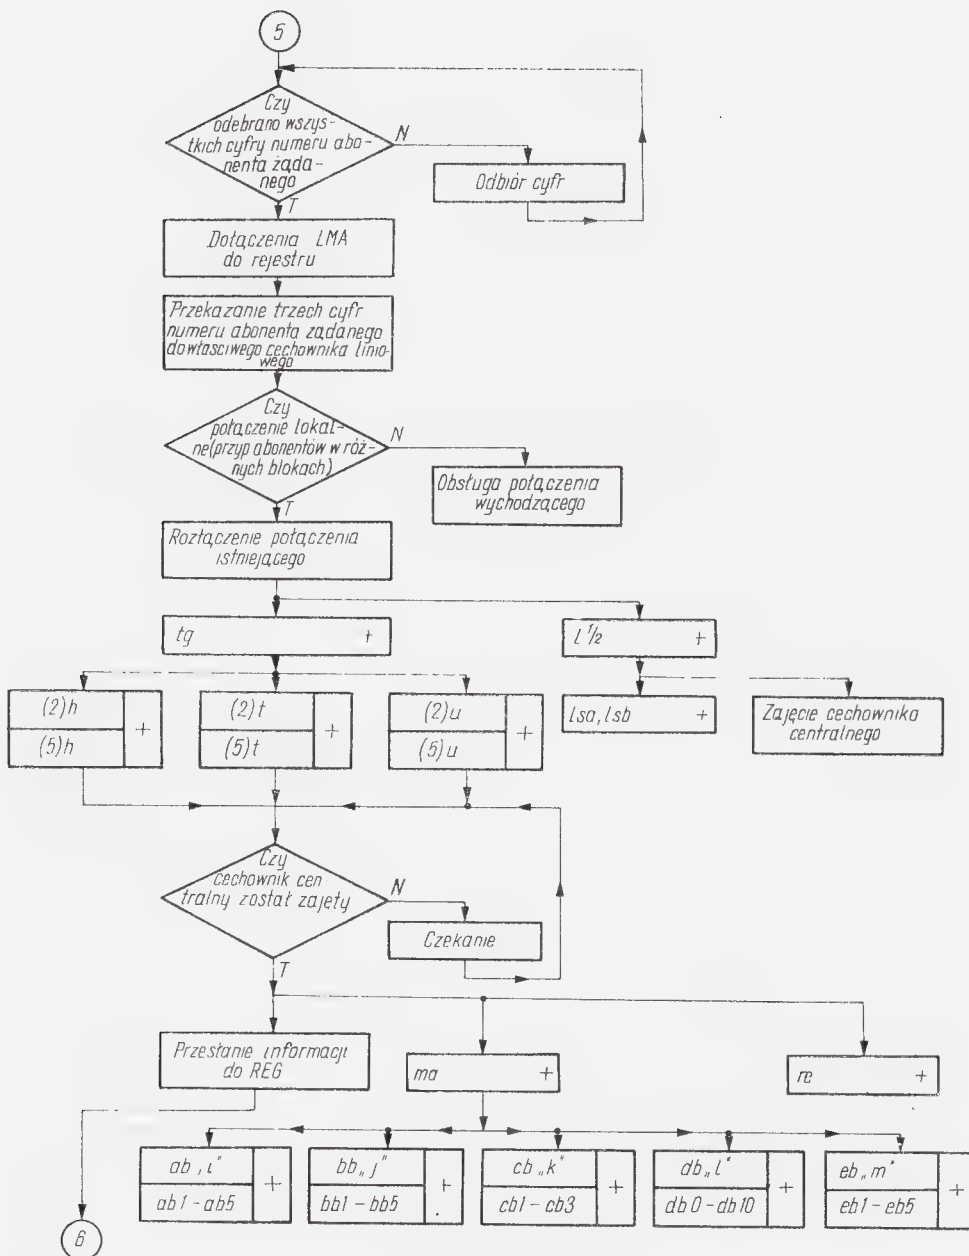 5
Czy
odebrano wszys-
tkich cyfry numeru abo-
nenta żąda-
nego
N
Odbiór cyfr
T
Dołączenia LMA
do rejestru
Przekazanie trzech cyfr
numeru abonenta żądanego
do własciwego cechownika linio-
wego
Czy
połączenie lokal-
ne(przyp abonentów w róż-
nych blokach)
N
Obsługa połączenia
wychodzącego
T
Rozłączenie połączenia
istniejącego
tg +
l 1/2 +
(2)h
(5)h
+
(2)t
(5)t
+
(2)u
(5)u
+
lsa, lsb +
Zajęcie cechownika
centralnego
Czy
cechownik cen
tralny został zajęty
N
Czekanie
T
Przesłanie informacji
do REG
ma +
re +
ab „i"
ab1-ab5
+
bb „j"
bb1-bb5
+
cb „k"
cb1-cb3
+
db „l"
db0-db10
+
eb „m"
eb1-eb5
+
6